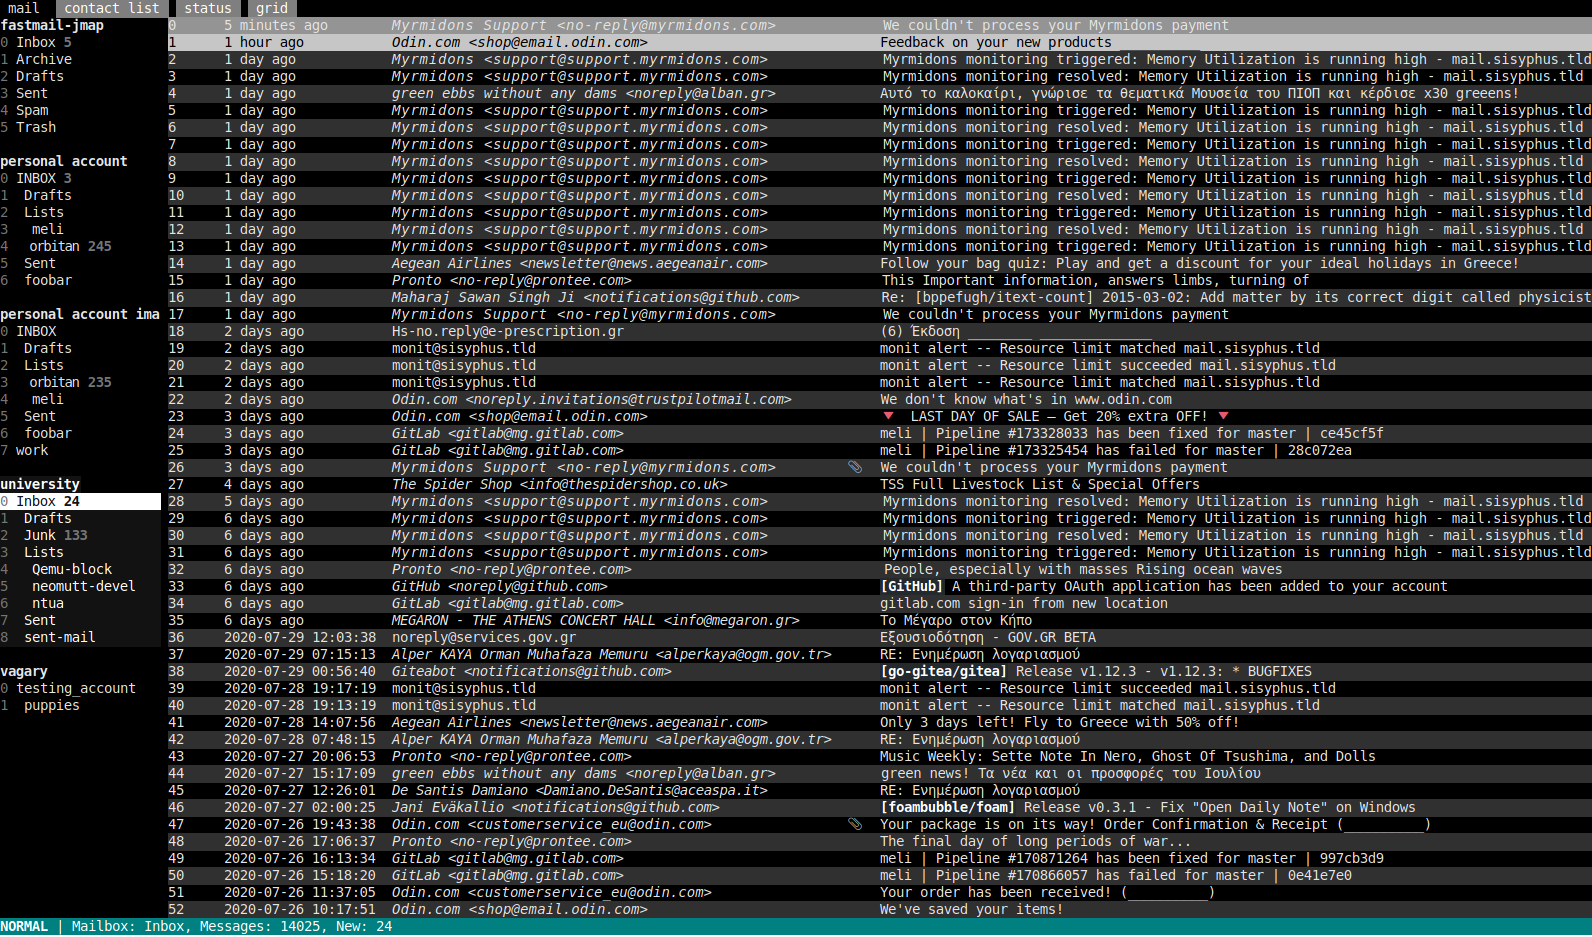 mail contact list status grid
fastmail-jmap 0 5 minutes ago Myrmidons Support <no-reply@myrmidons.com> We couldn't process your Myrmidons payment
0 Inbox 5 1 1 hour ago Odin.com <shop@email.odin.com> Feedback on your new products __________
1 Archive 2 1 day ago Myrmidons <support@support.myrmidons.com> Myrmidons monitoring triggered: Memory Utilization is running high - mail.sisyphus.tld
2 Drafts 3 1 day ago Myrmidons <support@support.myrmidons.com> Myrmidons monitoring resolved: Memory Utilization is running high - mail.sisyphus.tld
3 Sent 4 1 day ago green ebbs without any dams <noreply@alban.gr> Αυτό το καλοκαίρι, γνώρισε τα θεματικά Μουσεία του ΠΙΟΠ και κέρδισε x30 greeens!
4 Spam 5 1 day ago Myrmidons <support@support.myrmidons.com> Myrmidons monitoring triggered: Memory Utilization is running high - mail.sisyphus.tld
5 Trash 6 1 day ago Myrmidons <support@support.myrmidons.com> Myrmidons monitoring resolved: Memory Utilization is running high - mail.sisyphus.tld
7 1 day ago Myrmidons <support@support.myrmidons.com> Myrmidons monitoring triggered: Memory Utilization is running high - mail.sisyphus.tld
personal account 8 1 day ago Myrmidons <support@support.myrmidons.com> Myrmidons monitoring resolved: Memory Utilization is running high - mail.sisyphus.tld
0 INBOX 3 9 1 day ago Myrmidons <support@support.myrmidons.com> Myrmidons monitoring triggered: Memory Utilization is running high - mail.sisyphus.tld
1 Drafts 10 1 day ago Myrmidons <support@support.myrmidons.com> Myrmidons monitoring resolved: Memory Utilization is running high - mail.sisyphus.tld
2 Lists 11 1 day ago Myrmidons <support@support.myrmidons.com> Myrmidons monitoring triggered: Memory Utilization is running high - mail.sisyphus.tld
3 meli 12 1 day ago Myrmidons <support@support.myrmidons.com> Myrmidons monitoring resolved: Memory Utilization is running high - mail.sisyphus.tld
4 orbitan 245 13 1 day ago Myrmidons <support@support.myrmidons.com> Myrmidons monitoring triggered: Memory Utilization is running high - mail.sisyphus.tld
5 Sent 14 1 day ago Aegean Airlines <newsletter@news.aegeanair.com> Follow your bag quiz: Play and get a discount for your ideal holidays in Greece!
6 foobar 15 1 day ago Pronto <no-reply@prontee.com> This Important information, answers limbs, turning of
16 1 day ago Maharaj Sawan Singh Ji <notifications@github.com> Re: [bppefugh/itext-count] 2015-03-02: Add matter by its correct digit called physicist
personal account ima 17 1 day ago Myrmidons Support <no-reply@myrmidons.com> We couldn't process your Myrmidons payment
0 INBOX 18 2 days ago Hs-no.reply@e-prescription.gr (6) Έκδοση ________ ______________
1 Drafts 19 2 days ago monit@sisyphus.tld monit alert -- Resource limit matched mail.sisyphus.tld
2 Lists 20 2 days ago monit@sisyphus.tld monit alert -- Resource limit succeeded mail.sisyphus.tld
3 orbitan 235 21 2 days ago monit@sisyphus.tld monit alert -- Resource limit matched mail.sisyphus.tld
4 meli 22 2 days ago Odin.com <noreply.invitations@trustpilotmail.com> We don't know what's in www.odin.com
5 Sent 23 3 days ago Odin.com <shop@email.odin.com> 🔻 LAST DAY OF SALE – Get 20% extra OFF! 🔻
6 foobar 24 3 days ago GitLab <gitlab@mg.gitlab.com> meli | Pipeline #173328033 has been fixed for master | ce45cf5f
7 work 25 3 days ago GitLab <gitlab@mg.gitlab.com> meli | Pipeline #173325454 has failed for master | 28c072ea
26 3 days ago Myrmidons Support <no-reply@myrmidons.com> 📎 We couldn't process your Myrmidons payment
university 27 4 days ago The Spider Shop <info@thespidershop.co.uk> TSS Full Livestock List & Special Offers
0 Inbox 24 28 5 days ago Myrmidons <support@support.myrmidons.com> Myrmidons monitoring resolved: Memory Utilization is running high - mail.sisyphus.tld
1 Drafts 29 6 days ago Myrmidons <support@support.myrmidons.com> Myrmidons monitoring triggered: Memory Utilization is running high - mail.sisyphus.tld
2 Junk 133 30 6 days ago Myrmidons <support@support.myrmidons.com> Myrmidons monitoring resolved: Memory Utilization is running high - mail.sisyphus.tld
3 Lists 31 6 days ago Myrmidons <support@support.myrmidons.com> Myrmidons monitoring triggered: Memory Utilization is running high - mail.sisyphus.tld
4 Qemu-block 32 6 days ago Pronto <no-reply@prontee.com> People, especially with masses Rising ocean waves
5 neomutt-devel 33 6 days ago GitHub <noreply@github.com> [GitHub] A third-party OAuth application has been added to your account
6 ntua 34 6 days ago GitLab <gitlab@mg.gitlab.com> gitlab.com sign-in from new location
7 Sent 35 6 days ago MEGARON - THE ATHENS CONCERT HALL <info@megaron.gr> Το Μέγαρο στον Κήπο
8 sent-mail 36 2020-07-29 12:03:38 noreply@services.gov.gr Εξουσιοδότηση - GOV.GR BETA
37 2020-07-29 07:15:13 Alper KAYA Orman Muhafaza Memuru <alperkaya@ogm.gov.tr> RE: Ενημέρωση λογαριασμού
vagary 38 2020-07-29 00:56:40 Giteabot <notifications@github.com> [go-gitea/gitea] Release v1.12.3 - v1.12.3: * BUGFIXES
0 testing_account 39 2020-07-28 19:17:19 monit@sisyphus.tld monit alert -- Resource limit succeeded mail.sisyphus.tld
1 puppies 40 2020-07-28 19:13:19 monit@sisyphus.tld monit alert -- Resource limit matched mail.sisyphus.tld
41 2020-07-28 14:07:56 Aegean Airlines <newsletter@news.aegeanair.com> Only 3 days left! Fly to Greece with 50% off!
42 2020-07-28 07:48:15 Alper KAYA Orman Muhafaza Memuru <alperkaya@ogm.gov.tr> RE: Ενημέρωση λογαριασμού
43 2020-07-27 20:06:53 Pronto <no-reply@prontee.com> Music Weekly: Sette Note In Nero, Ghost Of Tsushima, and Dolls
44 2020-07-27 15:17:09 green ebbs without any dams <noreply@alban.gr> green news! Τα νέα και οι προσφορές του Ιουλίου
45 2020-07-27 12:26:01 De Santis Damiano <Damiano.DeSantis@aceaspa.it> RE: Ενημέρωση λογαριασμού
46 2020-07-27 02:00:25 Jani Eväkallio <notifications@github.com> [foambubble/foam] Release v0.3.1 - Fix "Open Daily Note" on Windows
47 2020-07-26 19:43:38 Odin.com <customerservice_eu@odin.com> 📎 Your package is on its way! Order Confirmation & Receipt (__________)
48 2020-07-26 17:06:37 Pronto <no-reply@prontee.com> The final day of long periods of war...
49 2020-07-26 16:13:34 GitLab <gitlab@mg.gitlab.com> meli | Pipeline #170871264 has been fixed for master | 997cb3d9
50 2020-07-26 15:18:20 GitLab <gitlab@mg.gitlab.com> meli | Pipeline #170866057 has failed for master | 0e41e7e0
51 2020-07-26 11:37:05 Odin.com <customerservice_eu@odin.com> Your order has been received! (__________)
52 2020-07-26 10:17:51 Odin.com <shop@email.odin.com> We've saved your items!
NORMAL | Mailbox: Inbox, Messages: 14025, New: 24